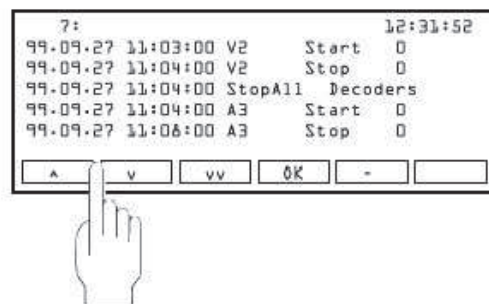 7: 12:31:52
99.09.27 11:03:00 V2 Start 0
99.09.27 11:04:00 V2 Stop 0
99.09.27 11:04:00 StopAll Decoders
99.09.27 11:04:00 A3 Start 0
99.09.27 11:08:00 A3 Stop 0
^ v vv OK -